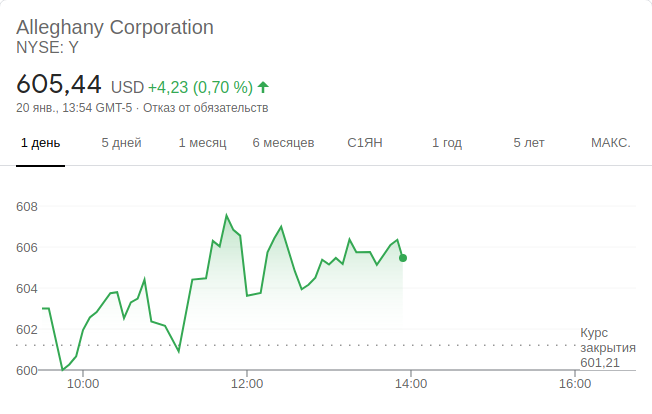 Alleghany Corporation
NYSE: Y
605,44 USD +4,23 (0,70 %)
20 янв., 13:54 GMT-5 · Отказ от обязательств
1 день 5 дней 1 месяц 6 месяцев С1ЯН 1 год 5 лет МАКС.
608
606
604
602
600
Курс
закрытия
601,21
10:00 12:00 14:00 16:00